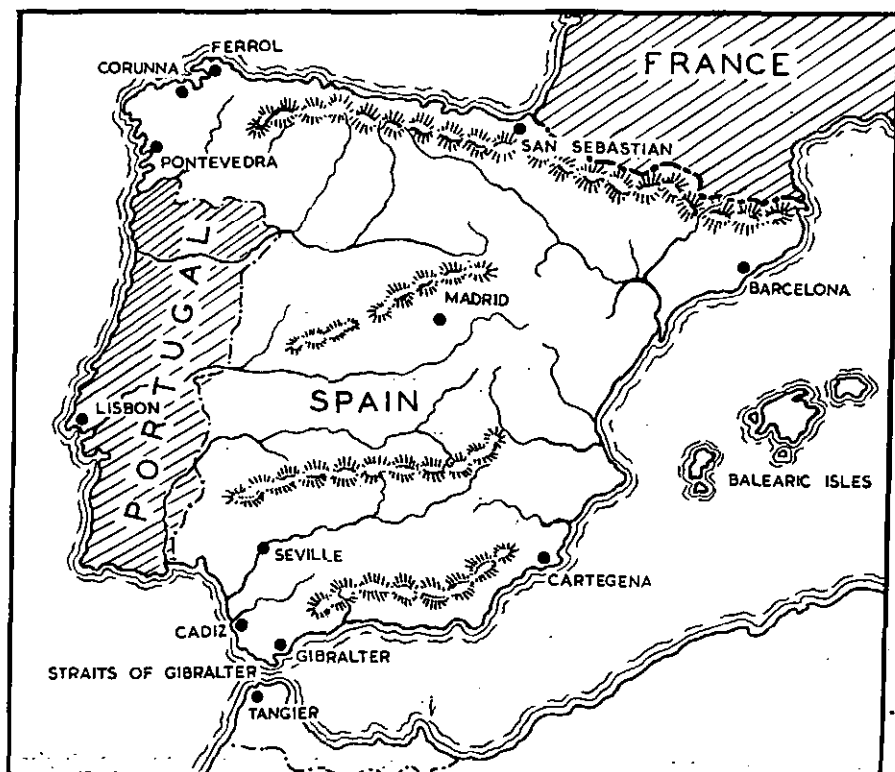 FERROL
CORUNNA
FRANCE
SAN SEBASTIAN
PONTEVEDRA
PORTUGAL
BARCELONA
MADRID
SPAIN
LISBON
BALEARIC ISLES
SEVILLE
CARTEGENA
CADIZ
GIBRALTER
STRAITS OF GIBRALTER
TANGIER